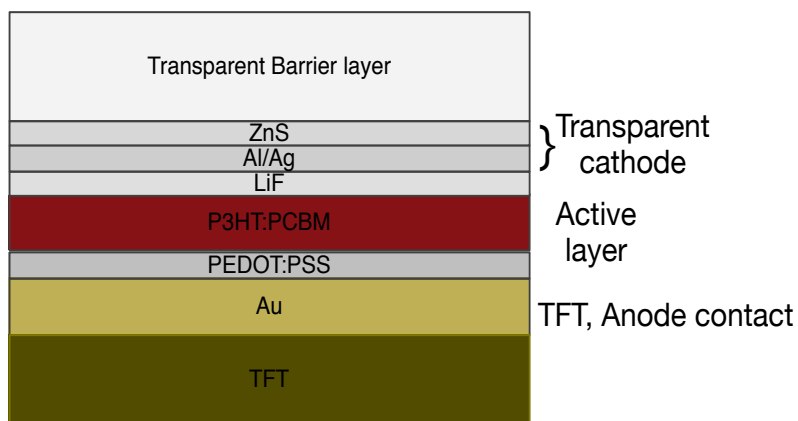 Transparent Barrier layer
ZnS
Al/Ag
LiF
}
Transparent
cathode
P3HT:PCBM
Active
layer
PEDOT:PSS
Au
TFT, Anode contact
TFT